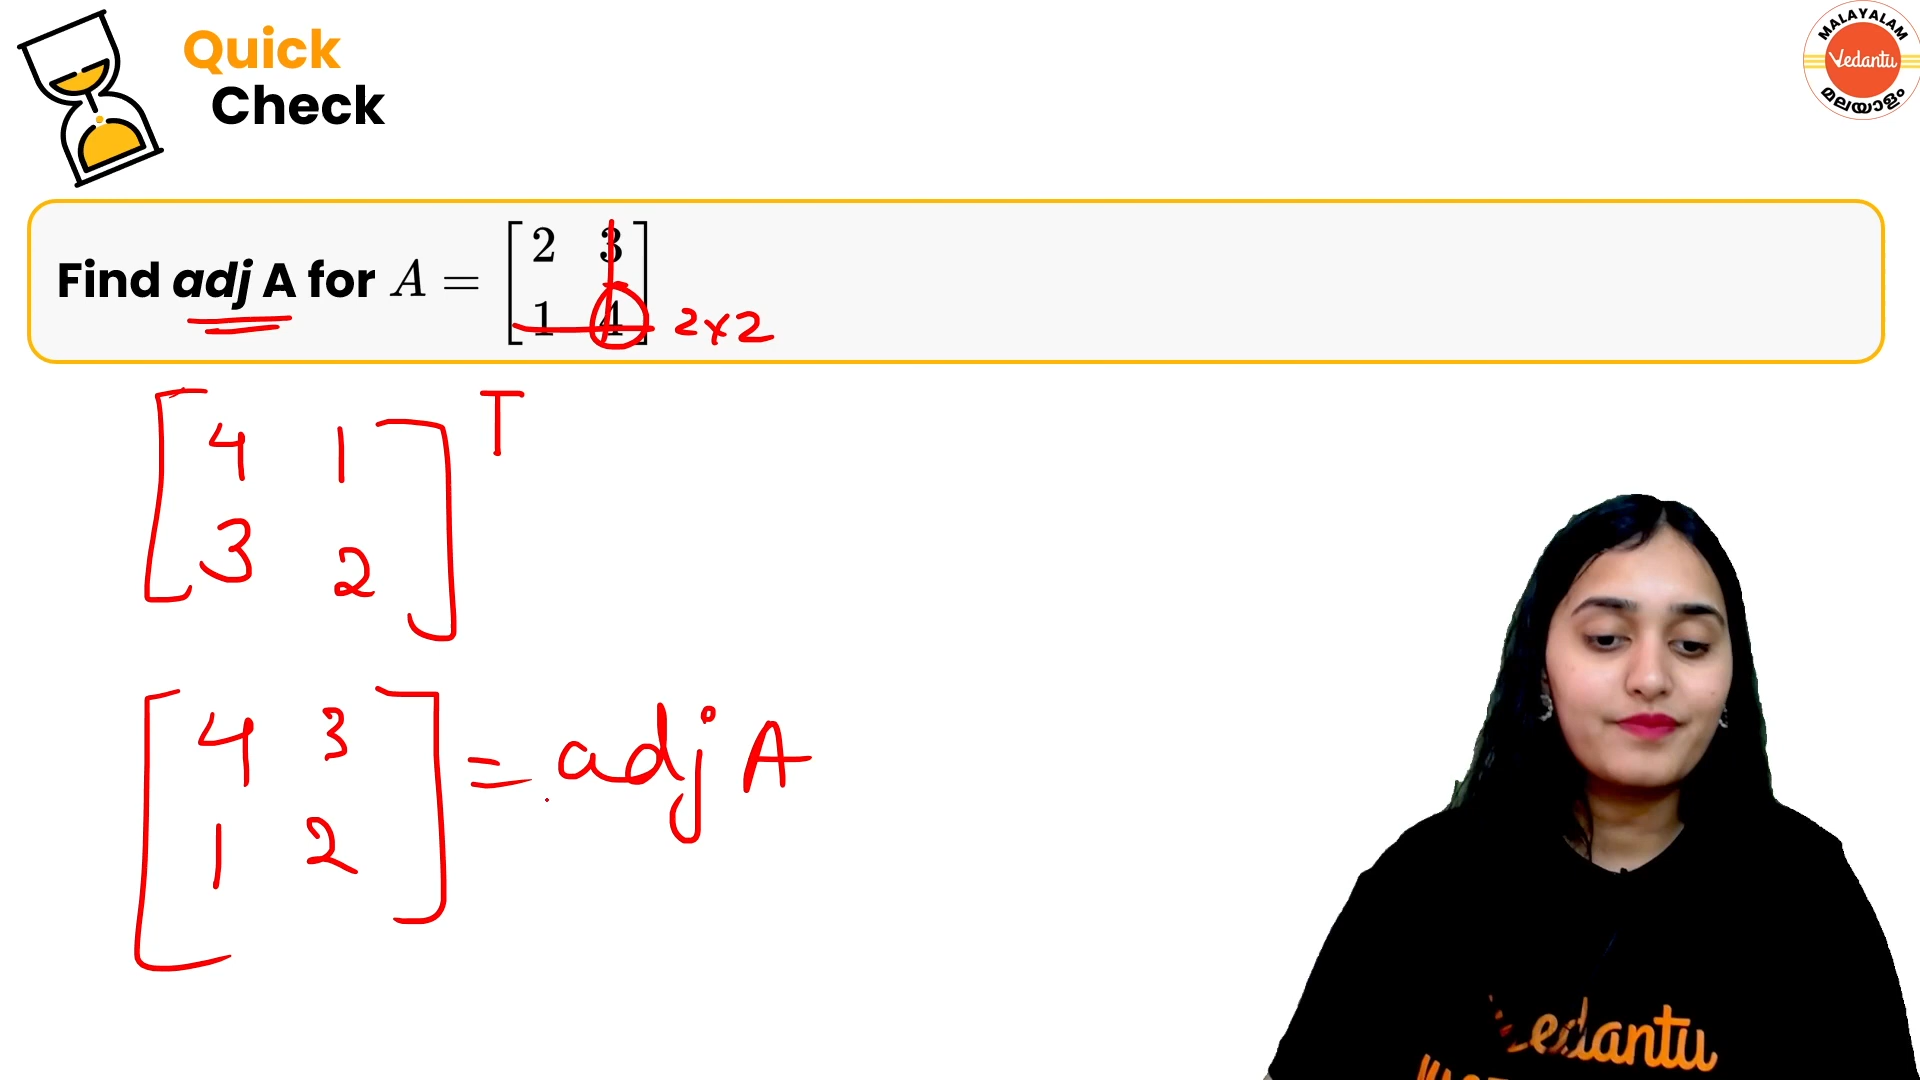 Quick
Check
MALAYALAM
Vedantu
മലയാളം
Find adj A for A = [2 3
1 4] 2x2
[4 1
3 2] T
[4 3
1 2] = adj A
Vedantu